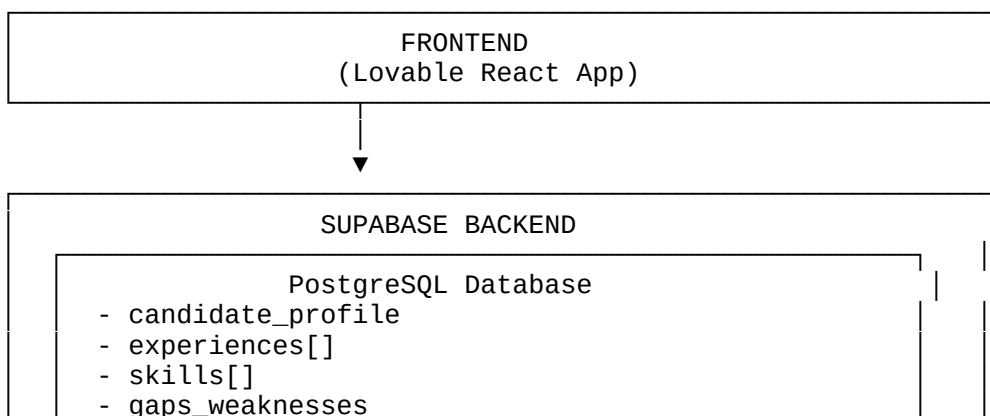 FRONTEND
(Lovable React App)
SUPABASE BACKEND
PostgreSQL Database
- candidate_profile
- experiences[]
- skills[]
- gaps_weaknesses